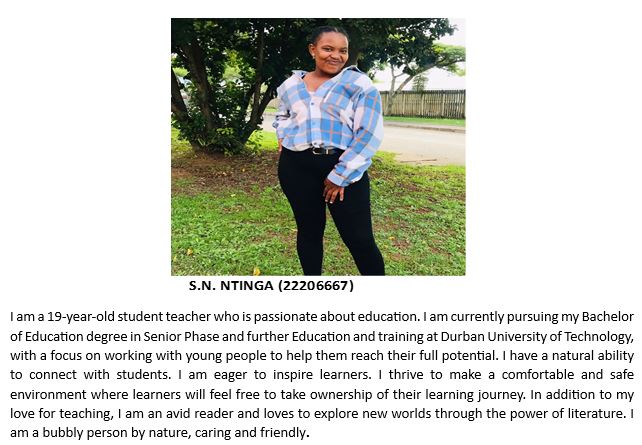 S.N. NTINGA (22206667)
I am a 19-year-old student teacher who is passionate about education. I am currently pursuing my Bachelor
of Education degree in Senior Phase and further Education and training at Durban University of Technology,
with a focus on working with young people to help them reach their full potential. I have a natural ability
to connect with students. I am eager to inspire learners. I thrive to make a comfortable and safe
environment where learners will feel free to take ownership of their learning journey. In addition to my
love for teaching, I am an avid reader and loves to explore new worlds through the power of literature. I
am a bubbly person by nature, caring and friendly.